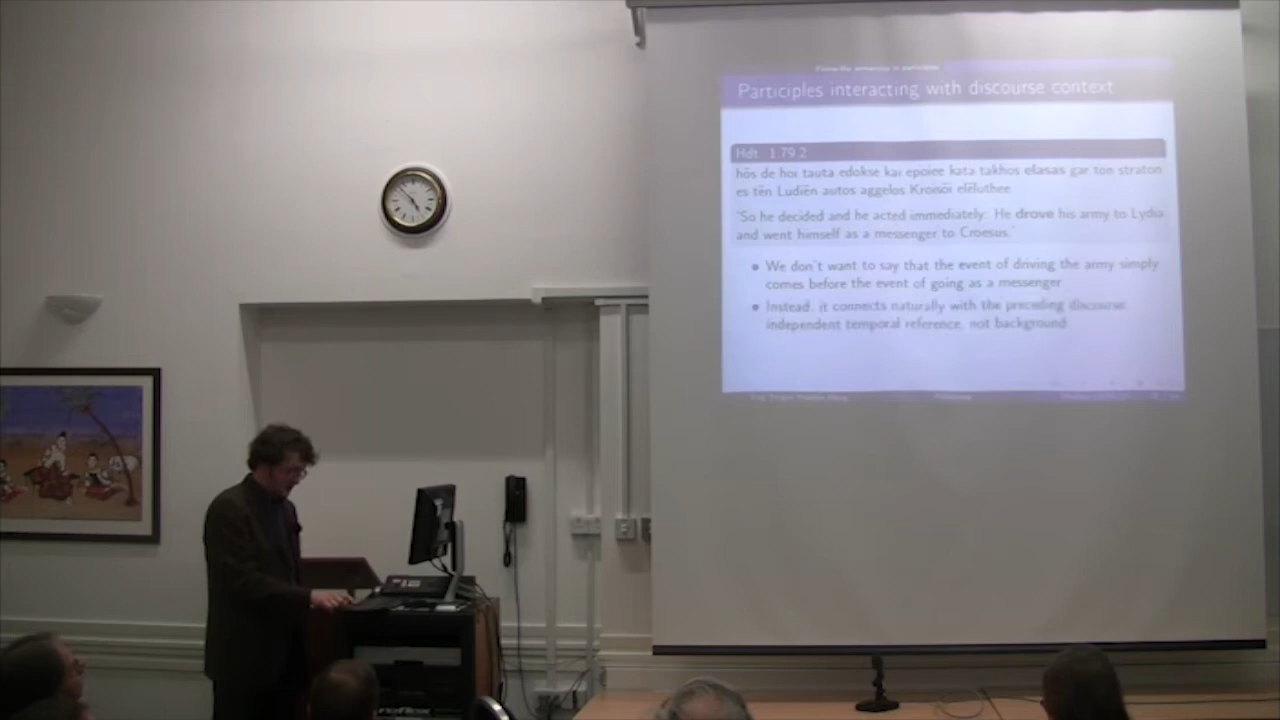 Participles interacting with discourse context
Hdt. 1.79.2
hōs de hoi tauta edokse kai epoiee kata takhos elasas gar ton straton
es tēn Ludiēn autos aggelos Kroisōi elēluthee
'So he decided and he acted immediately: He drove his army to Lydia
and went himself as a messenger to Croesus.'
• We don't want to say that the event of driving the army simply
comes before the event of going as a messenger
• Instead, it connects naturally with the preceding discourse:
independent temporal reference, not background